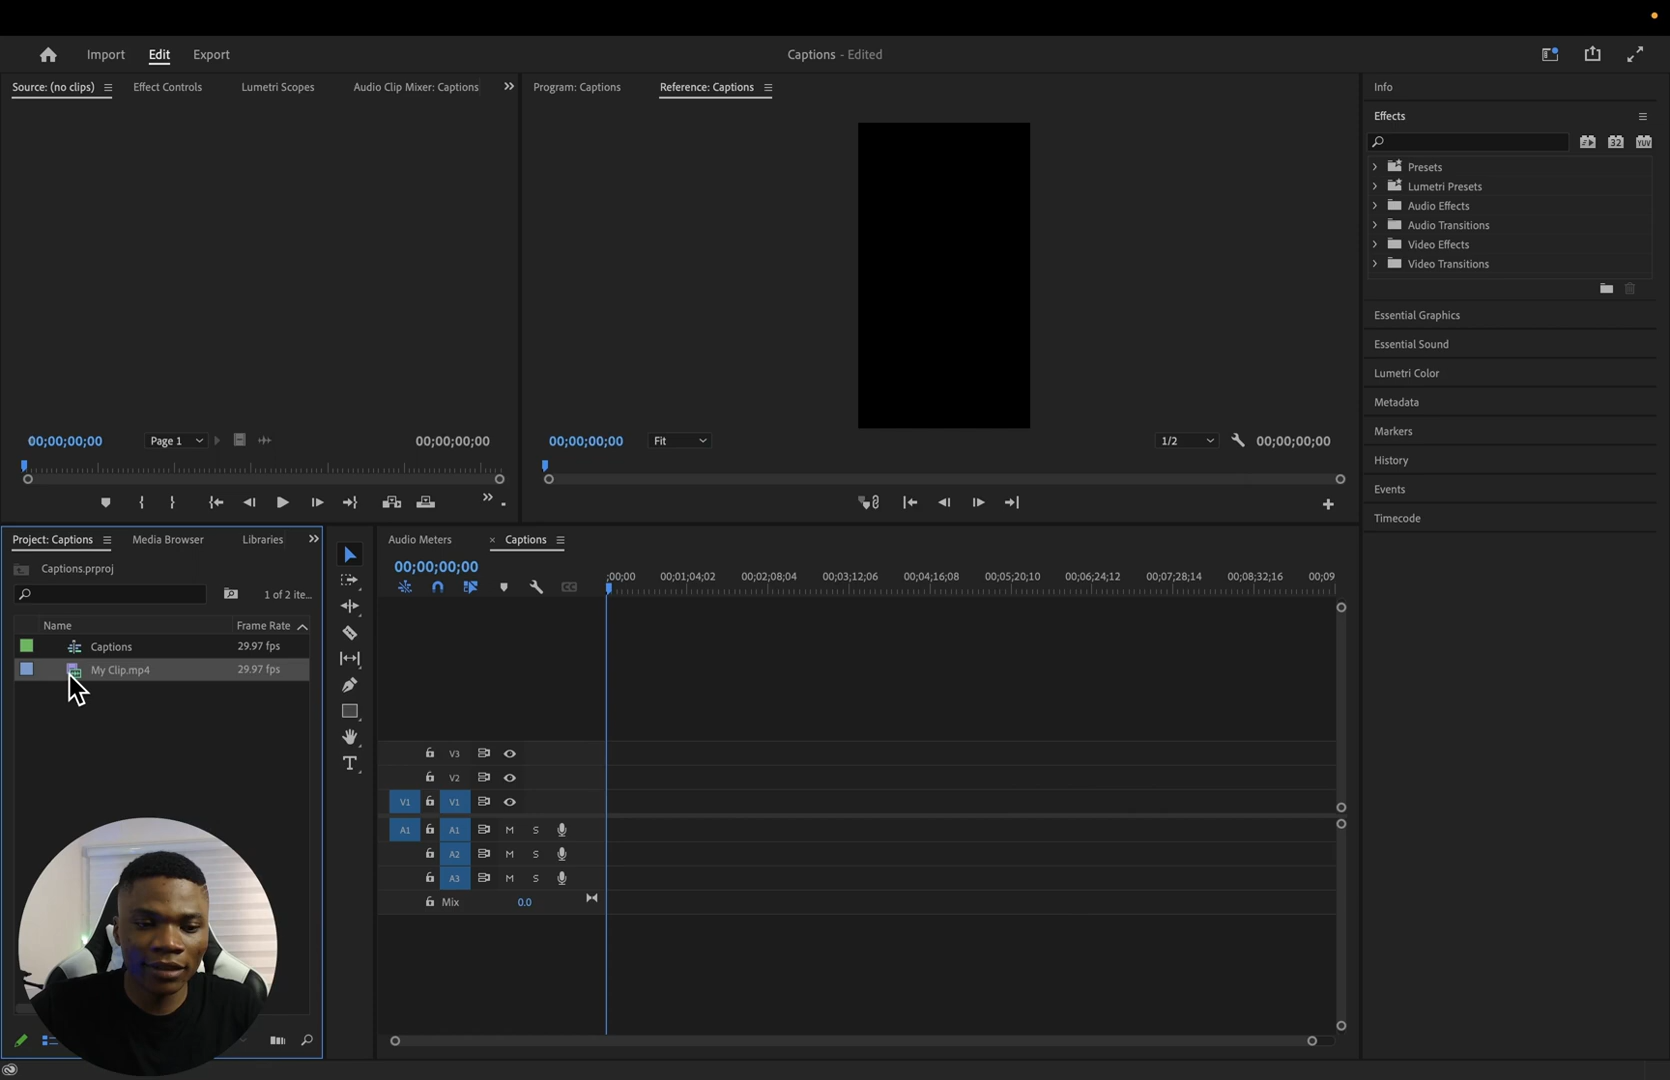 Import Edit Export Captions - Edited
Source: (no clips) Effect Controls Lumetri Scopes Audio Clip Mixer: Captions
Program: Captions Reference: Captions
Info
Effects
32 YUV
Presets
Lumetri Presets
Audio Effects
Audio Transitions
Video Effects
Video Transitions
Essential Graphics
Essential Sound
Lumetri Color
Metadata
Markers
History
Events
Timecode
00;00;00;00 Page 1 00;00;00;00
00;00;00;00 Fit 1/2 00;00;00;00
Project: Captions Media Browser Libraries
Captions.prproj
1 of 2 ite...
Name Frame Rate
Captions 29.97 fps
My Clip.mp4 29.97 fps
Audio Meters × Captions
00;00;00;00
;00;00 00;01;04;02 00;02;08;04 00;03;12;06 00;04;16;08 00;05;20;10 00;06;24;12 00;07;28;14 00;08;32;16 00;09
CC
V3
V2
V1 V1
A1 A1 M S
A2 M S
A3 M S
Mix 0.0
T